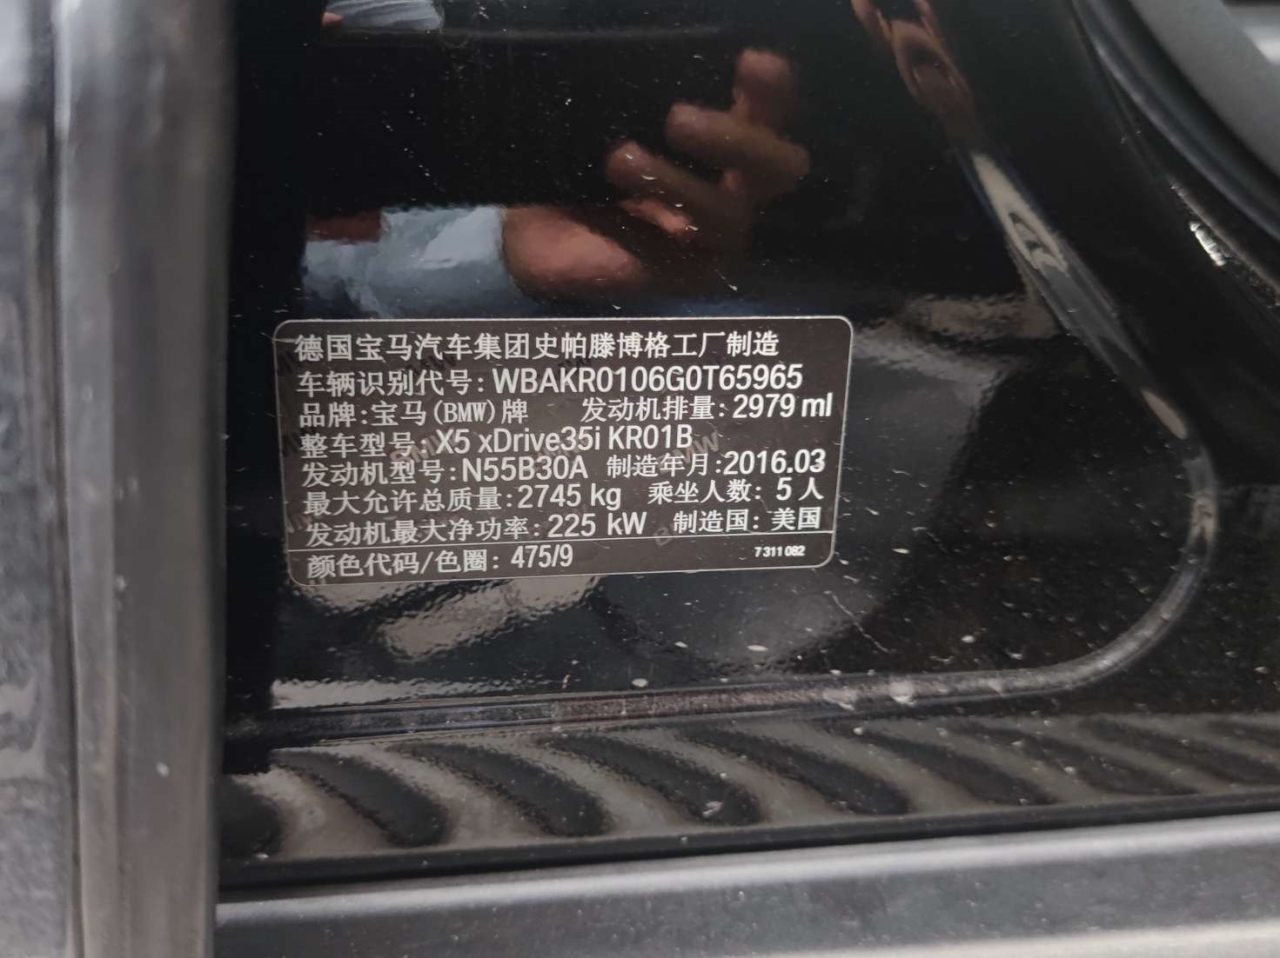 德国宝马汽车集团史帕滕博格工厂制造
车辆识别代号: WBAKR0106G0T65965
品牌: 宝马(BMW)牌 发动机排量: 2979 ml
整车型号: X5 xDrive35i KR01B
发动机型号: N55B30A 制造年月: 2016.03
最大允许总质量: 2745 kg 乘坐人数: 5 人
发动机最大净功率: 225 kW 制造国: 美国
颜色代码/色圈: 475/9 7 311 082